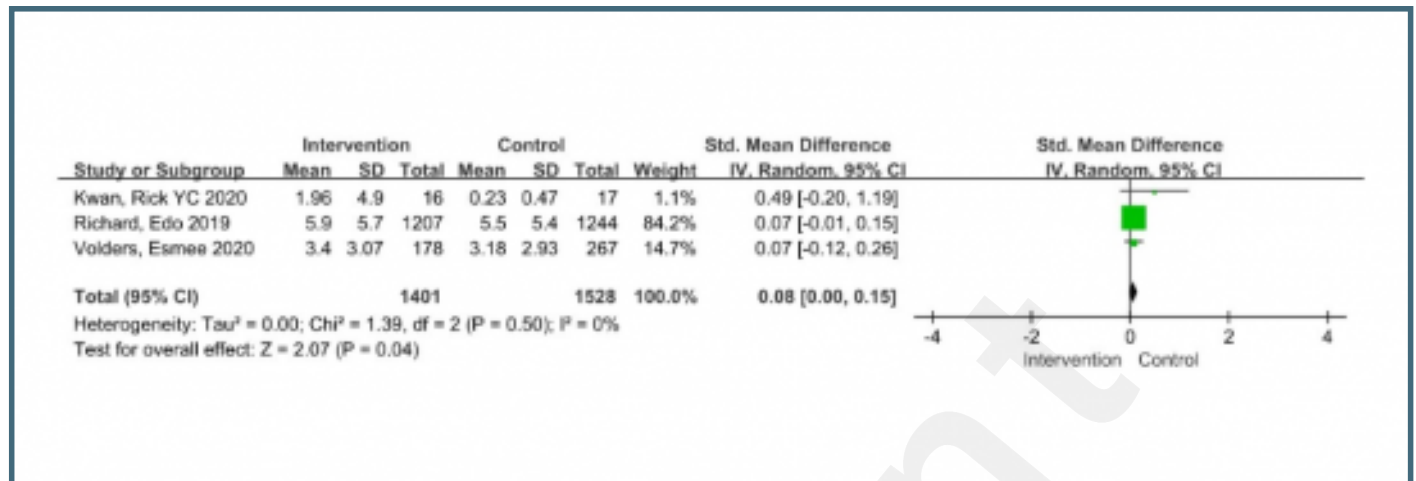 Intervention Control Std. Mean Difference Std. Mean Difference
Study or Subgroup Mean SD Total Mean SD Total Weight IV, Random, 95% CI IV, Random, 95% CI
Kwan, Rick YC 2020 1.96 4.9 16 0.23 0.47 17 1.1% 0.49 [-0.20, 1.19]
Richard, Edo 2019 5.9 5.7 1207 5.5 5.4 1244 84.2% 0.07 [-0.01, 0.15]
Volders, Esmee 2020 3.4 3.07 178 3.18 2.93 267 14.7% 0.07 [-0.12, 0.26]
Total (95% CI) 1401 1528 100.0% 0.08 [0.00, 0.15]
Heterogeneity: Tau² = 0.00; Chi² = 1.39, df = 2 (P = 0.50); I² = 0%
Test for overall effect: Z = 2.07 (P = 0.04)
-4 -2 0 2 4
Intervention Control